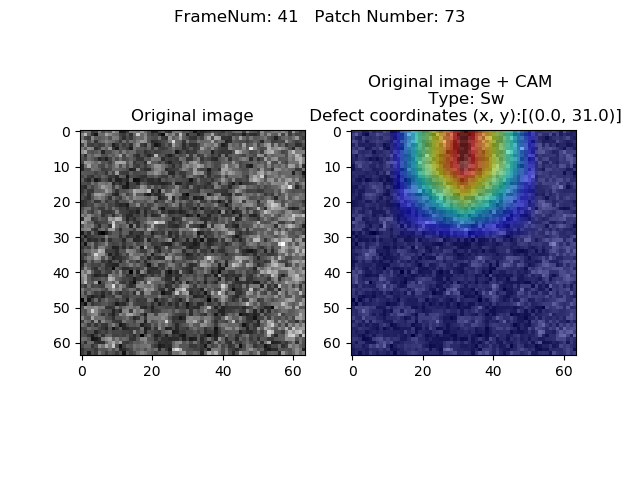 FrameNum: 41   Patch Number: 73
Original image
Original image + CAM
Type: Sw
Defect coordinates (x, y):[(0.0, 31.0)]
0
10
20
30
40
50
60
0 20 40 60
0
10
20
30
40
50
60
0 20 40 60